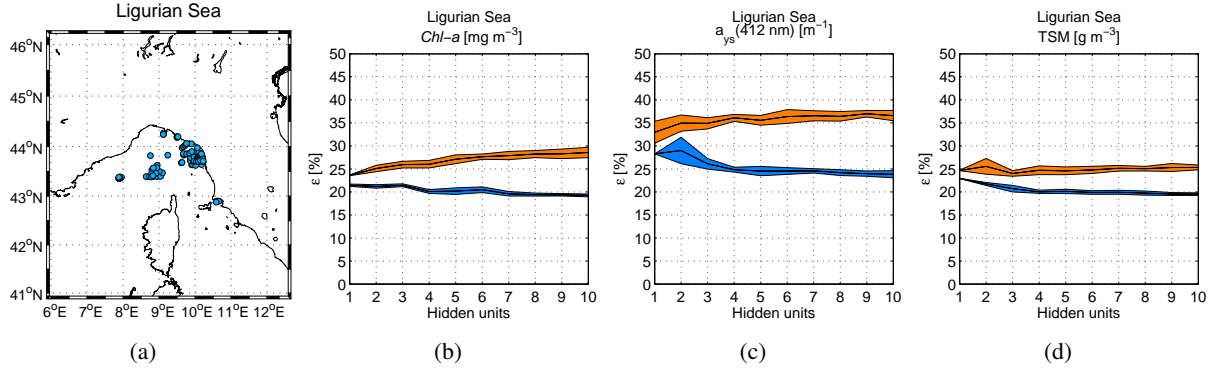 Ligurian Sea
46°N
45°N
44°N
43°N
42°N
41°N
6°E 7°E 8°E 9°E 10°E 11°E 12°E
(a)
Ligurian Sea
Chl−a [mg m−3]
50
45
40
35
30
25
20
15
10
5
0
ε [%]
1 2 3 4 5 6 7 8 9 10
Hidden units
(b)
Ligurian Sea
ays(412 nm) [m−1]
50
45
40
35
30
25
20
15
10
5
0
ε [%]
1 2 3 4 5 6 7 8 9 10
Hidden units
(c)
Ligurian Sea
TSM [g m−3]
50
45
40
35
30
25
20
15
10
5
0
ε [%]
1 2 3 4 5 6 7 8 9 10
Hidden units
(d)